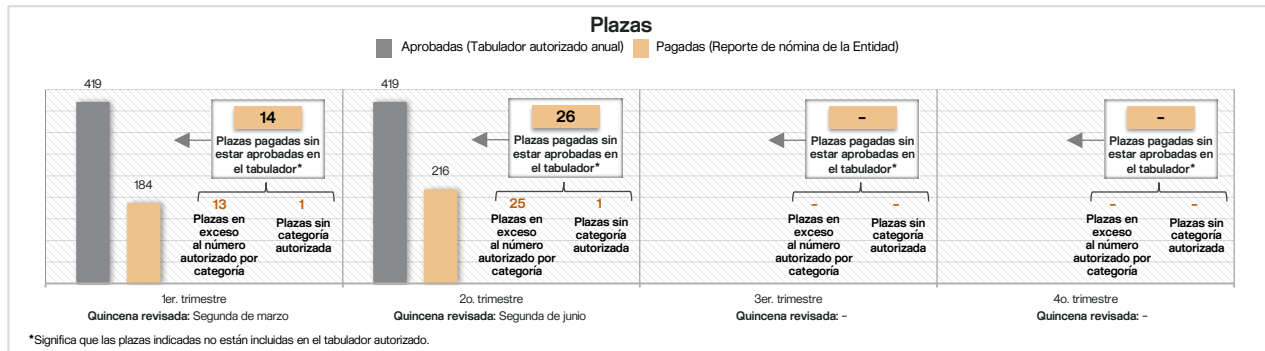 Plazas
Aprobadas (Tabulador autorizado anual) Pagadas (Reporte de nómina de la Entidad)
419
184
14
Plazas pagadas sin
estar aprobadas en
el tabulador*
13
Plazas en
exceso
al número
autorizado por
categoría
1
Plazas sin
categoría
autorizada
1er. trimestre
Quincena revisada: Segunda de marzo
419
216
26
Plazas pagadas sin
estar aprobadas en
el tabulador*
25
Plazas en
exceso
al número
autorizado por
categoría
1
Plazas sin
categoría
autorizada
2o. trimestre
Quincena revisada: Segunda de junio
-
Plazas pagadas sin
estar aprobadas en
el tabulador*
-
Plazas en
exceso
al número
autorizado por
categoría
-
Plazas sin
categoría
autorizada
3er. trimestre
Quincena revisada: -
-
Plazas pagadas sin
estar aprobadas en
el tabulador*
-
Plazas en
exceso
al número
autorizado por
categoría
-
Plazas sin
categoría
autorizada
4o. trimestre
Quincena revisada: -
*Significa que las plazas indicadas no están incluidas en el tabulador autorizado.